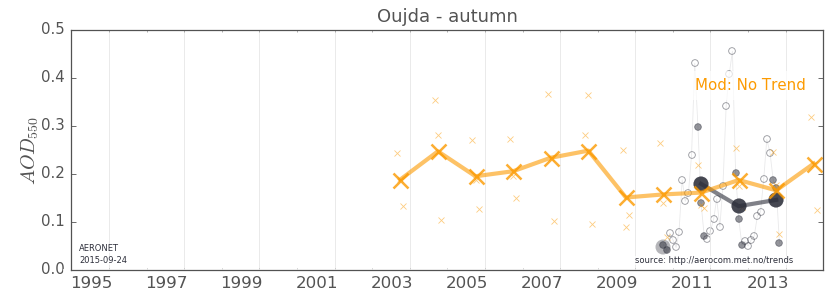 Oujda - autumn
0.5
0.4
0.3
0.2
0.1
0.0
AOD550
Mod: No Trend
AERONET
2015-09-24
source: http://aerocom.met.no/trends
1995 1997 1999 2001 2003 2005 2007 2009 2011 2013